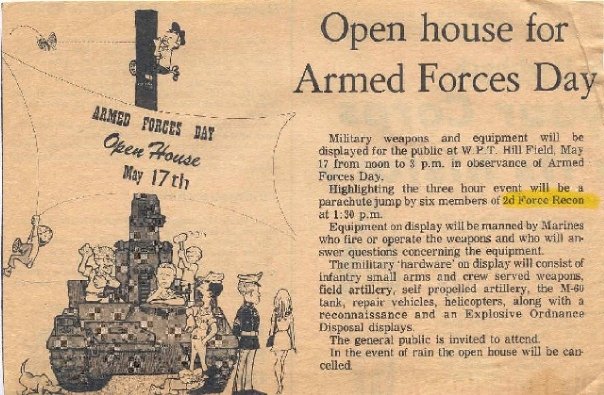 Open house for
Armed Forces Day
ARMED FORCES DAY
Open House
May 17th
Military weapons and equipment will be
displayed for the public at W.P.T. Hill Field, May
17 from noon to 3 p.m. in observance of Armed
Forces Day.
Highlighting the three hour event will be a
parachute jump by six members of 2d Force Recon
at 1:30 p.m.
Equipment on display will be manned by Marines
who fire or operate the weapons and who will an-
swer questions concerning the equipment.
The military 'hardware' on display will consist of
infantry small arms and crew served weapons,
field artillery, self propelled artillery, the M-60
tank, repair vehicles, helicopters, along with a
reconnaissance and an Explosive Ordnance
Disposal displays.
The general public is invited to attend.
In the event of rain the open house will be can-
celled.